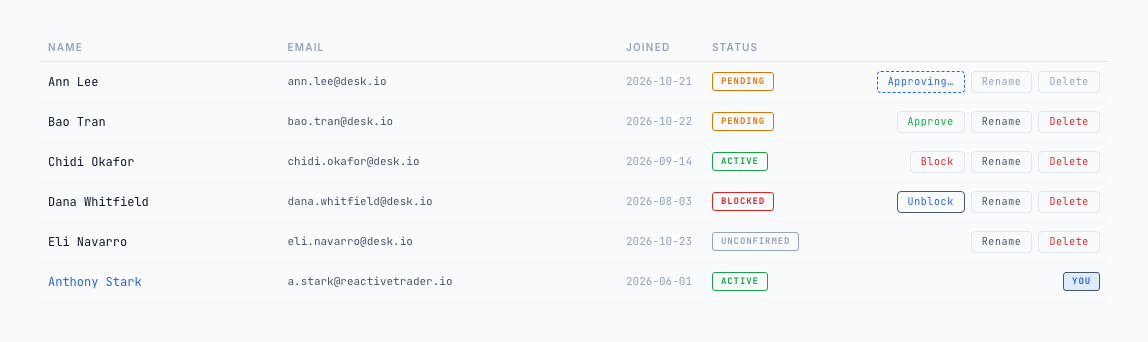 NAME EMAIL JOINED STATUS
Ann Lee ann.lee@desk.io 2026-10-21 PENDING Approving… Rename Delete
Bao Tran bao.tran@desk.io 2026-10-22 PENDING Approve Rename Delete
Chidi Okafor chidi.okafor@desk.io 2026-09-14 ACTIVE Block Rename Delete
Dana Whitfield dana.whitfield@desk.io 2026-08-03 BLOCKED Unblock Rename Delete
Eli Navarro eli.navarro@desk.io 2026-10-23 UNCONFIRMED Rename Delete
Anthony Stark a.stark@reactivetrader.io 2026-06-01 ACTIVE YOU